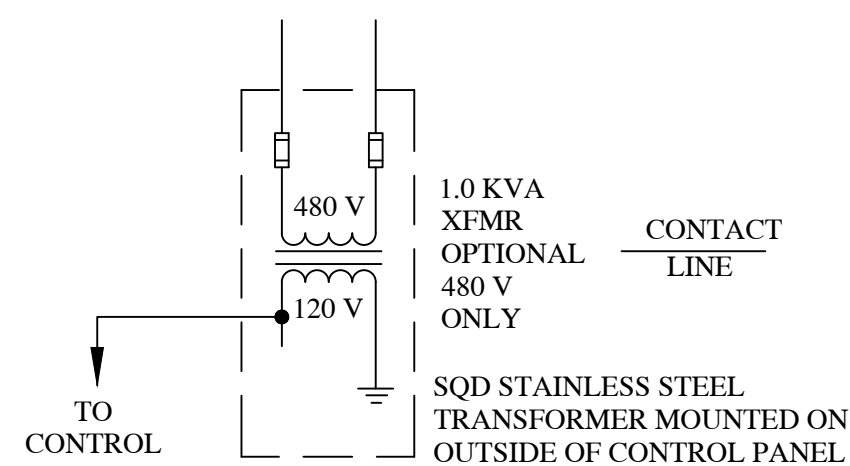 480 V
120 V
1.0 KVA
XFMR
OPTIONAL
480 V
ONLY
CONTACT
LINE
TO
CONTROL
SQD STAINLESS STEEL
TRANSFORMER MOUNTED ON
OUTSIDE OF CONTROL PANEL